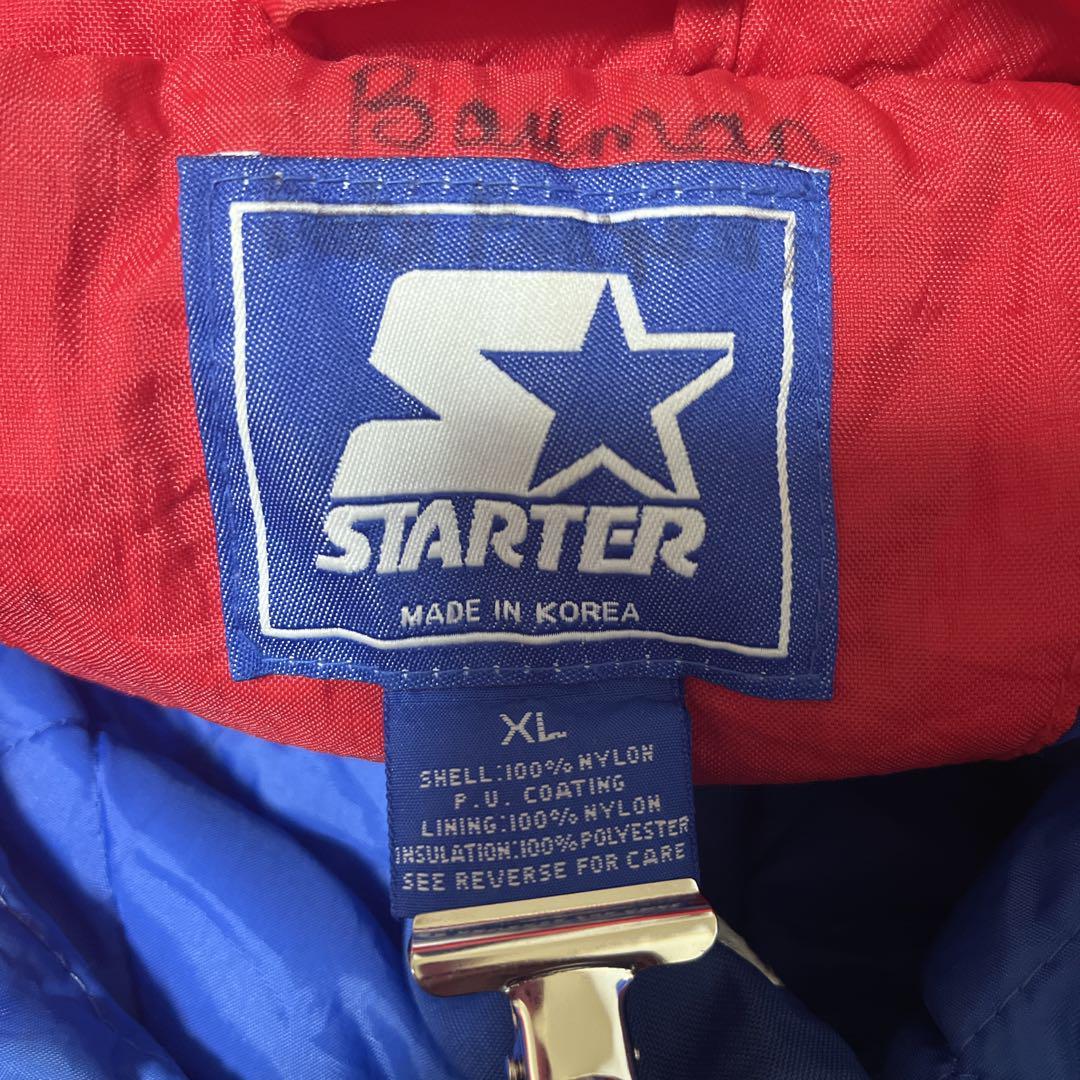 Bauman
STARTER
MADE IN KOREA
XL
SHELL:100% NYLON
P.U. COATING
LINING:100% NYLON
INSULATION:100% POLYESTER
SEE REVERSE FOR CARE